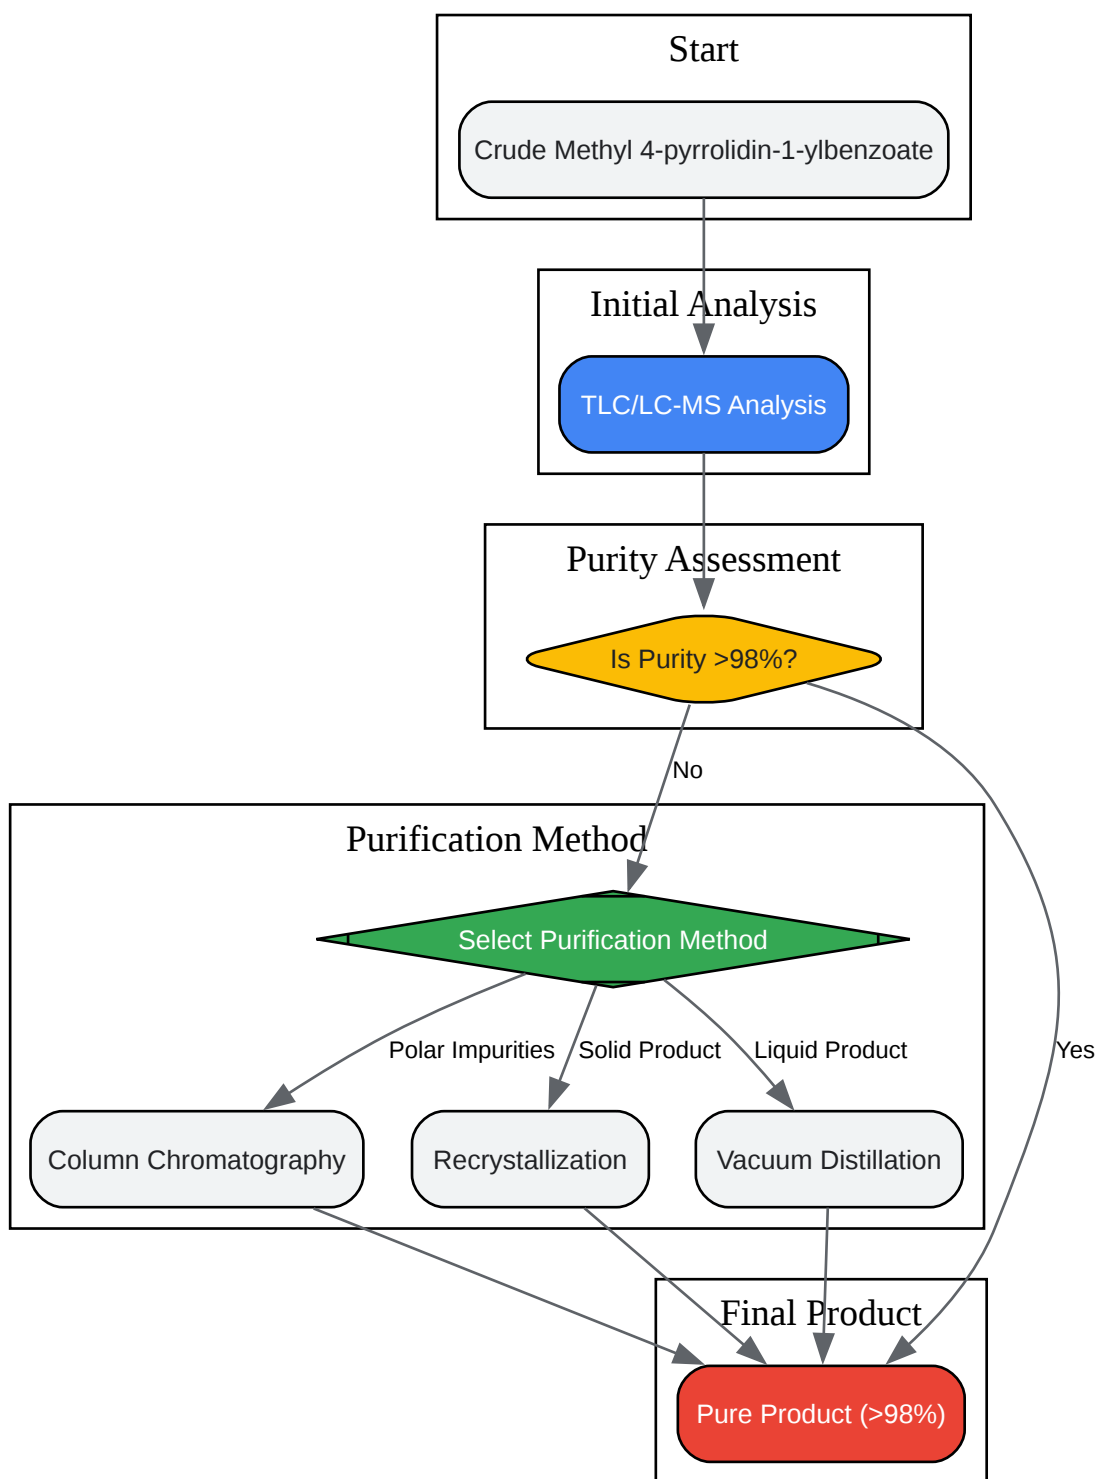 Start
Crude Methyl 4-pyrrolidin-1-ylbenzoate
Initial Analysis
TLC/LC-MS Analysis
Purity Assessment
Is Purity >98%?
No
Purification Method
Select Purification Method
Polar Impurities
Solid Product
Liquid Product
Yes
Column Chromatography
Recrystallization
Vacuum Distillation
Final Product
Pure Product (>98%)